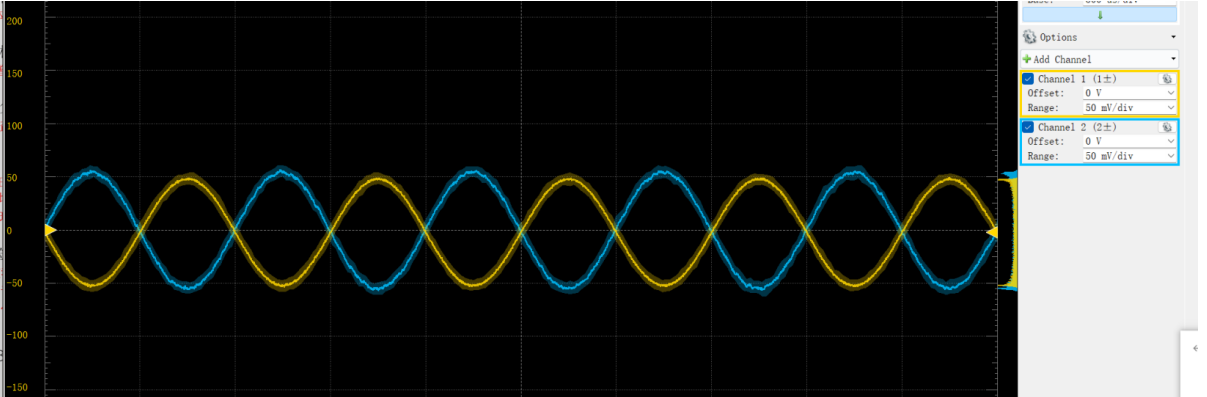 200
150
100
50
0
-50
-100
-150
Options
Add Channel
Channel 1 (1±)
Offset: 0 V
Range: 50 mV/div
Channel 2 (2±)
Offset: 0 V
Range: 50 mV/div